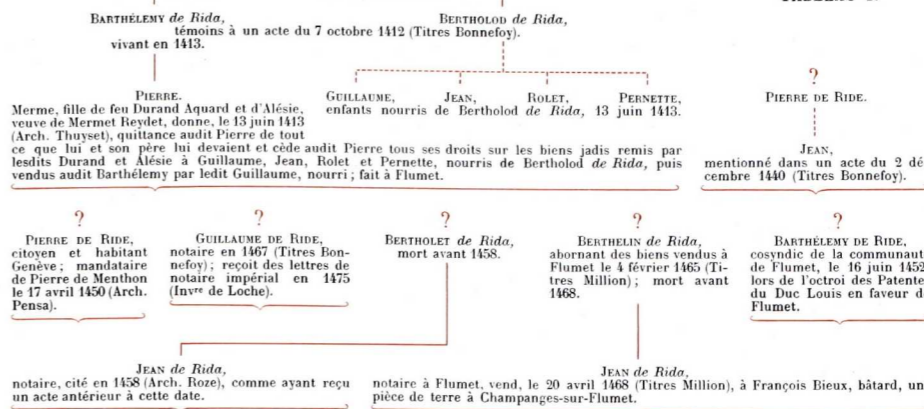 BARTHÉLEMY de Rida,
BERTHOLOD de Rida,
témoins à un acte du 7 octobre 1412 (Titres Bonnefoy).
vivant en 1413.
PIERRE.
Merme, fille de feu Durand Aquard et d'Alésie,
veuve de Mermet Reydet, donne, le 13 juin 1413
(Arch. Thuyset), quittance audit Pierre de tout
ce que lui et son père lui devaient et cède audit Pierre tous ses droits sur les biens jadis remis par
lesdits Durand et Alésie à Guillaume, Jean, Rolet et Pernette, nourris de Bertholod de Rida, puis
vendus audit Barthélemy par ledit Guillaume, nourri ; fait à Flumet.
GUILLAUME, JEAN, ROLET, PERNETTE,
enfants nourris de Bertholod de Rida, 13 juin 1413.
?
PIERRE DE RIDE.
JEAN,
mentionné dans un acte du 2 dé-
cembre 1440 (Titres Bonnefoy).
?
PIERRE DE RIDE,
citoyen et habitant
Genève ; mandataire
de Pierre de Menthon
le 17 avril 1450 (Arch.
Pensa).
?
GUILLAUME DE RIDE,
notaire en 1467 (Titres Bon-
nefoy) ; reçoit des lettres de
notaire impérial en 1475
(Invre de Loche).
?
BERTHOLET de Rida,
mort avant 1458.
?
BERTHELIN de Rida,
abornant des biens vendus à
Flumet le 4 février 1465 (Ti-
tres Million) ; mort avant
1468.
?
BARTHÉLEMY DE RIDE,
cosyndic de la communaut
de Flumet, le 16 juin 1452
lors de l'octroi des Patente
du Duc Louis en faveur d
Flumet.
JEAN de Rida,
notaire, cité en 1458 (Arch. Roze), comme ayant reçu
un acte antérieur à cette date.
JEAN de Rida,
notaire à Flumet, vend, le 20 avril 1468 (Titres Million), à François Bieux, bâtard, un
pièce de terre à Champanges-sur-Flumet.